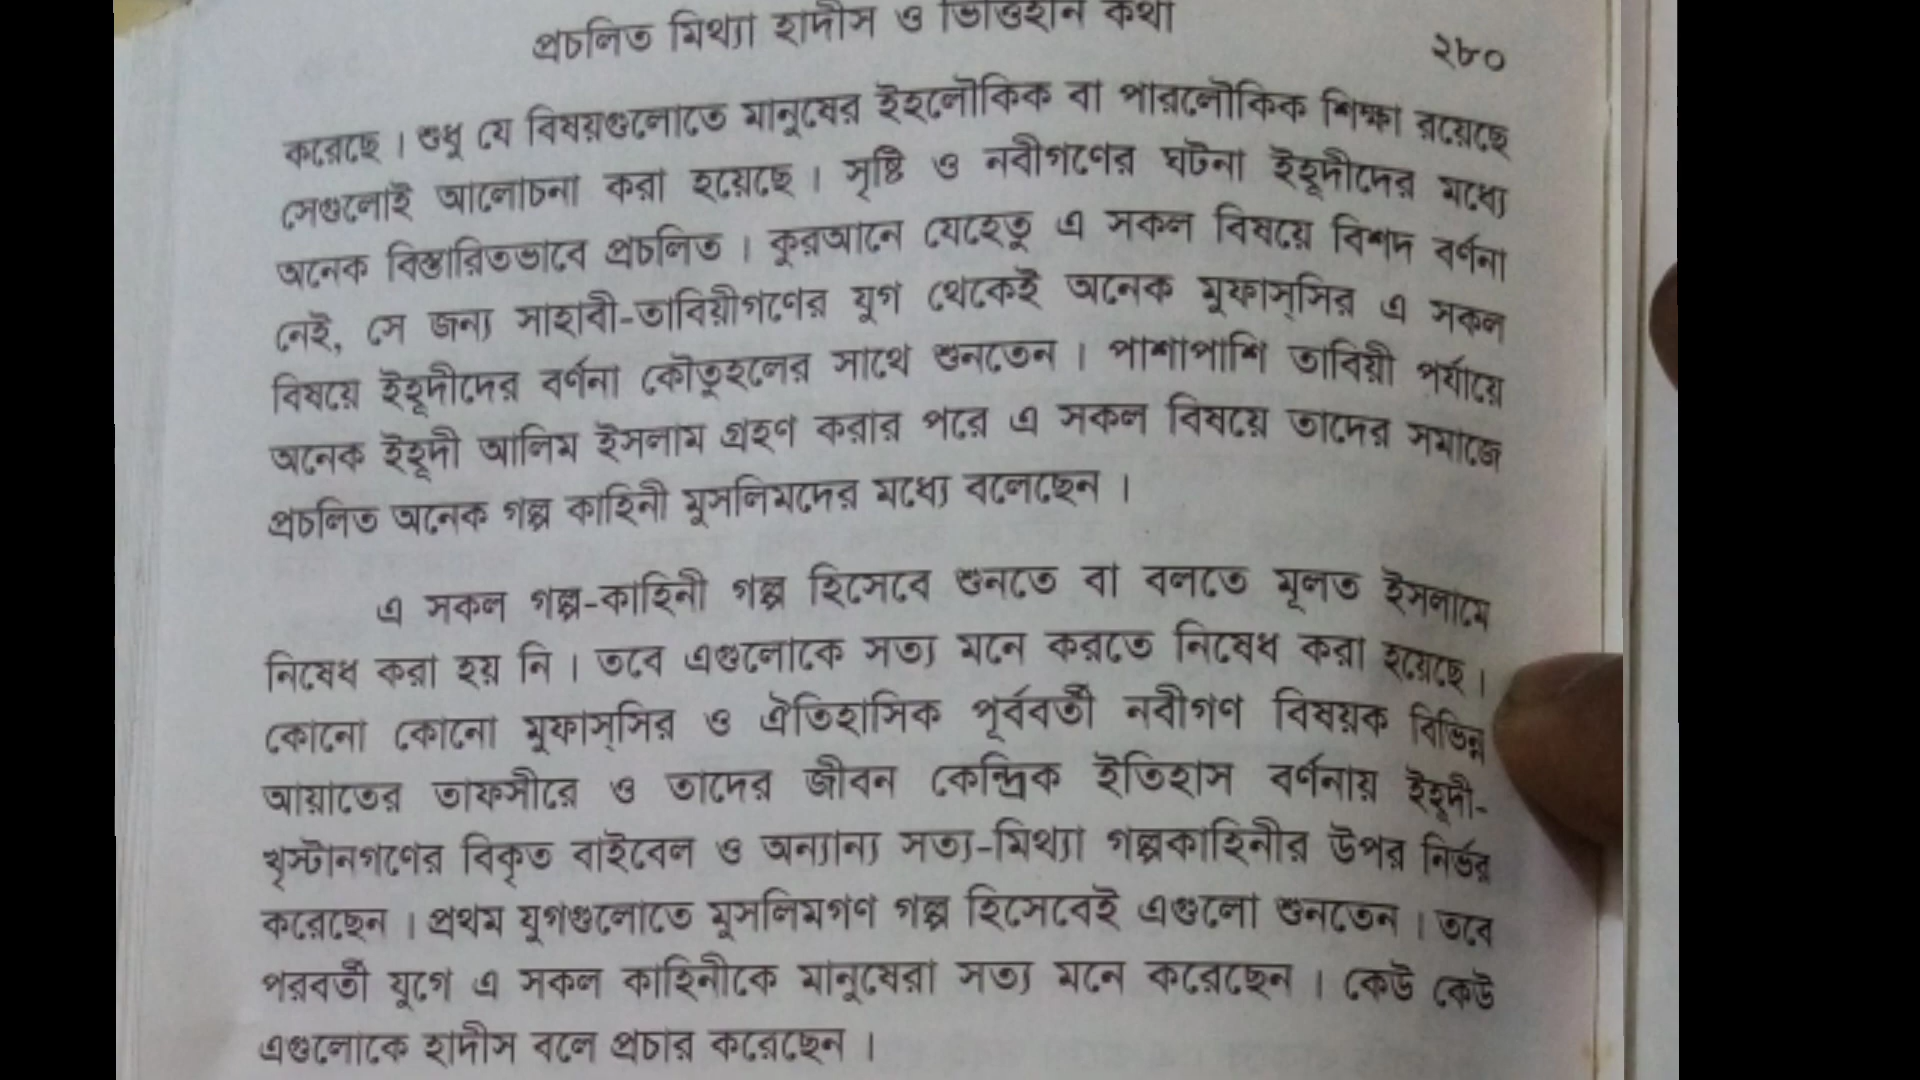 প্রচলিত মিথ্যা হাদীস ও ভিত্তিহীন কথা
২৮০
করেছে। শুধু যে বিষয়গুলোতে মানুষের ইহলৌকিক বা পারলৌকিক শিক্ষা রয়েছে
সেগুলোই আলোচনা করা হয়েছে। সৃষ্টি ও নবীগণের ঘটনা ইহূদীদের মধ্যে
অনেক বিস্তারিতভাবে প্রচলিত। কুরআনে যেহেতু এ সকল বিষয়ে বিশদ বর্ণনা
নেই, সে জন্য সাহাবী-তাবিয়ীগণের যুগ থেকেই অনেক মুফাস্সির এ সকল
বিষয়ে ইহূদীদের বর্ণনা কৌতুহলের সাথে শুনতেন। পাশাপাশি তাবিয়ী পর্যায়ে
অনেক ইহূদী আলিম ইসলাম গ্রহণ করার পরে এ সকল বিষয়ে তাদের সমাজে
প্রচলিত অনেক গল্প কাহিনী মুসলিমদের মধ্যে বলেছেন।
এ সকল গল্প-কাহিনী গল্প হিসেবে শুনতে বা বলতে মূলত ইসলামে
নিষেধ করা হয় নি। তবে এগুলোকে সত্য মনে করতে নিষেধ করা হয়েছে।
কোনো কোনো মুফাস্সির ও ঐতিহাসিক পূর্ববর্তী নবীগণ বিষয়ক বিভিন্ন
আয়াতের তাফসীরে ও তাদের জীবন কেন্দ্রিক ইতিহাস বর্ণনায় ইহূদী-
খৃস্টানগণের বিকৃত বাইবেল ও অন্যান্য সত্য-মিথ্যা গল্পকাহিনীর উপর নির্ভর
করেছেন। প্রথম যুগগুলোতে মুসলিমগণ গল্প হিসেবেই এগুলো শুনতেন। তবে
পরবর্তী যুগে এ সকল কাহিনীকে মানুষেরা সত্য মনে করেছেন। কেউ কেউ
এগুলোকে হাদীস বলে প্রচার করেছেন।